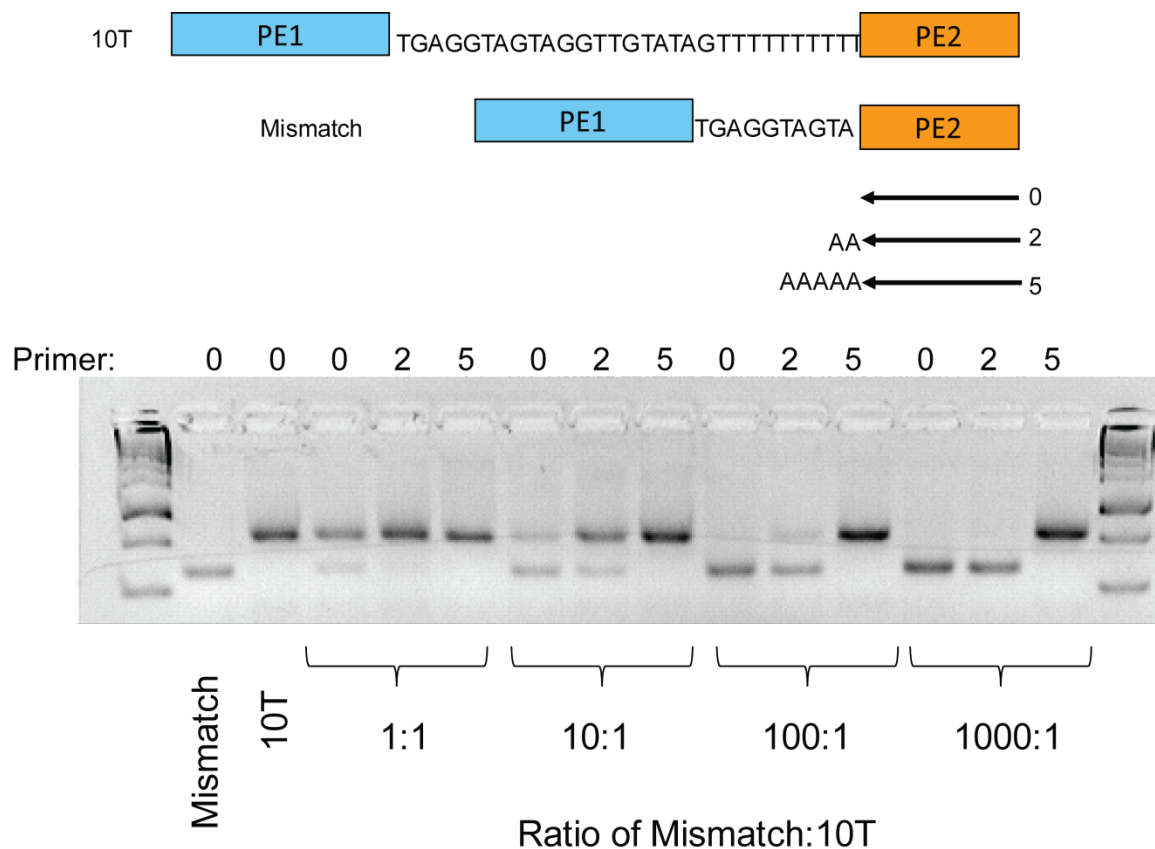 10T PE1 TGAGGTAGTAGGTTGTATAGTTTTTTTTTT PE2
Mismatch PE1 TGAGGTAGTA PE2
0
AA 2
AAAAA 5
Primer: 0 0 0 2 5 0 2 5 0 2 5 0 2 5
Mismatch 10T 1:1 10:1 100:1 1000:1
Ratio of Mismatch:10T